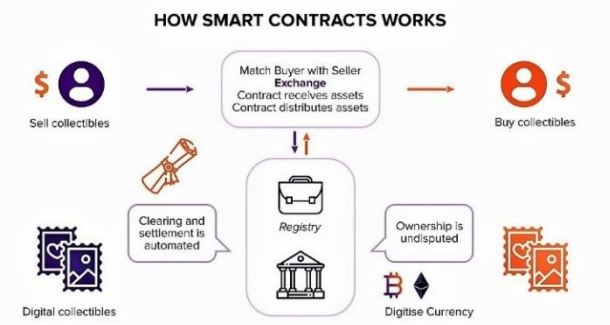 HOW SMART CONTRACTS WORKS
$
Sell collectibles
Match Buyer with Seller
Exchange
Contract receives assets
Contract distributes assets
$
Buy collectibles
Clearing and
settlement is
automated
Registry
Ownership is
undisputed
Digital collectibles
Digitise Currency